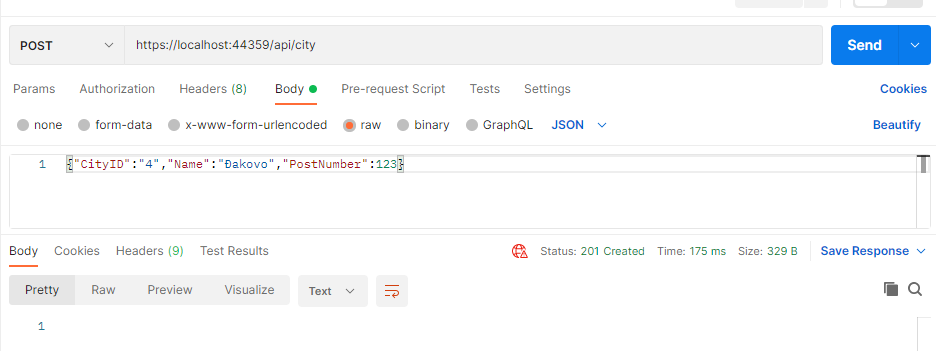 POST https://localhost:44359/api/city Send
Params Authorization Headers (8) Body Pre-request Script Tests Settings Cookies
none form-data x-www-form-urlencoded raw binary GraphQL JSON Beautify
1 {"CityID":"4","Name":"Đakovo","PostNumber":123}
Body Cookies Headers (9) Test Results Status: 201 Created Time: 175 ms Size: 329 B Save Response
Pretty Raw Preview Visualize Text
1